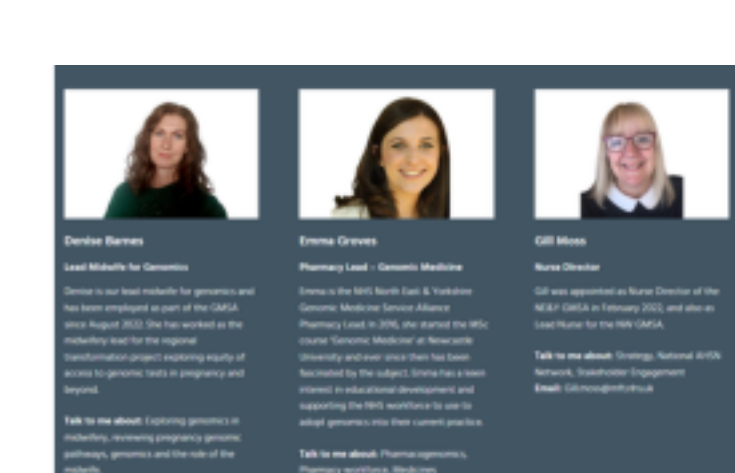 Denise Barnes
Lead Midwife for Genomics
Denise is our lead midwife for genomics and
has been employed as part of the GMSA
since August 2022. She has worked as the
midwifery lead for the regional
transformation project exploring equity of
access to genomic tests in pregnancy and
beyond.
Talk to me about: Exploring genomics in
midwifery, reviewing pregnancy genomic
pathways, genomics and the role of the
midwife.
Emma Groves
Pharmacy Lead – Genomic Medicine
Emma is the NHS North East & Yorkshire
Genomic Medicine Service Alliance
Pharmacy Lead. In 2016, she started the MSc
course 'Genomic Medicine' at Newcastle
University and ever since then has been
fascinated by the subject. Emma has a keen
interest in educational development and
supporting the NHS workforce to use to
adopt genomics into their current practice.
Talk to me about: Pharmacogenomics,
Pharmacy workforce, Medicines
Gill Moss
Nurse Director
Gill was appointed as Nurse Director of the
NE&Y GMSA in February 2022, and also as
Lead Nurse for the NW GMSA.
Talk to me about: Strategy, National AHSN
Network, Stakeholder Engagement
Email: